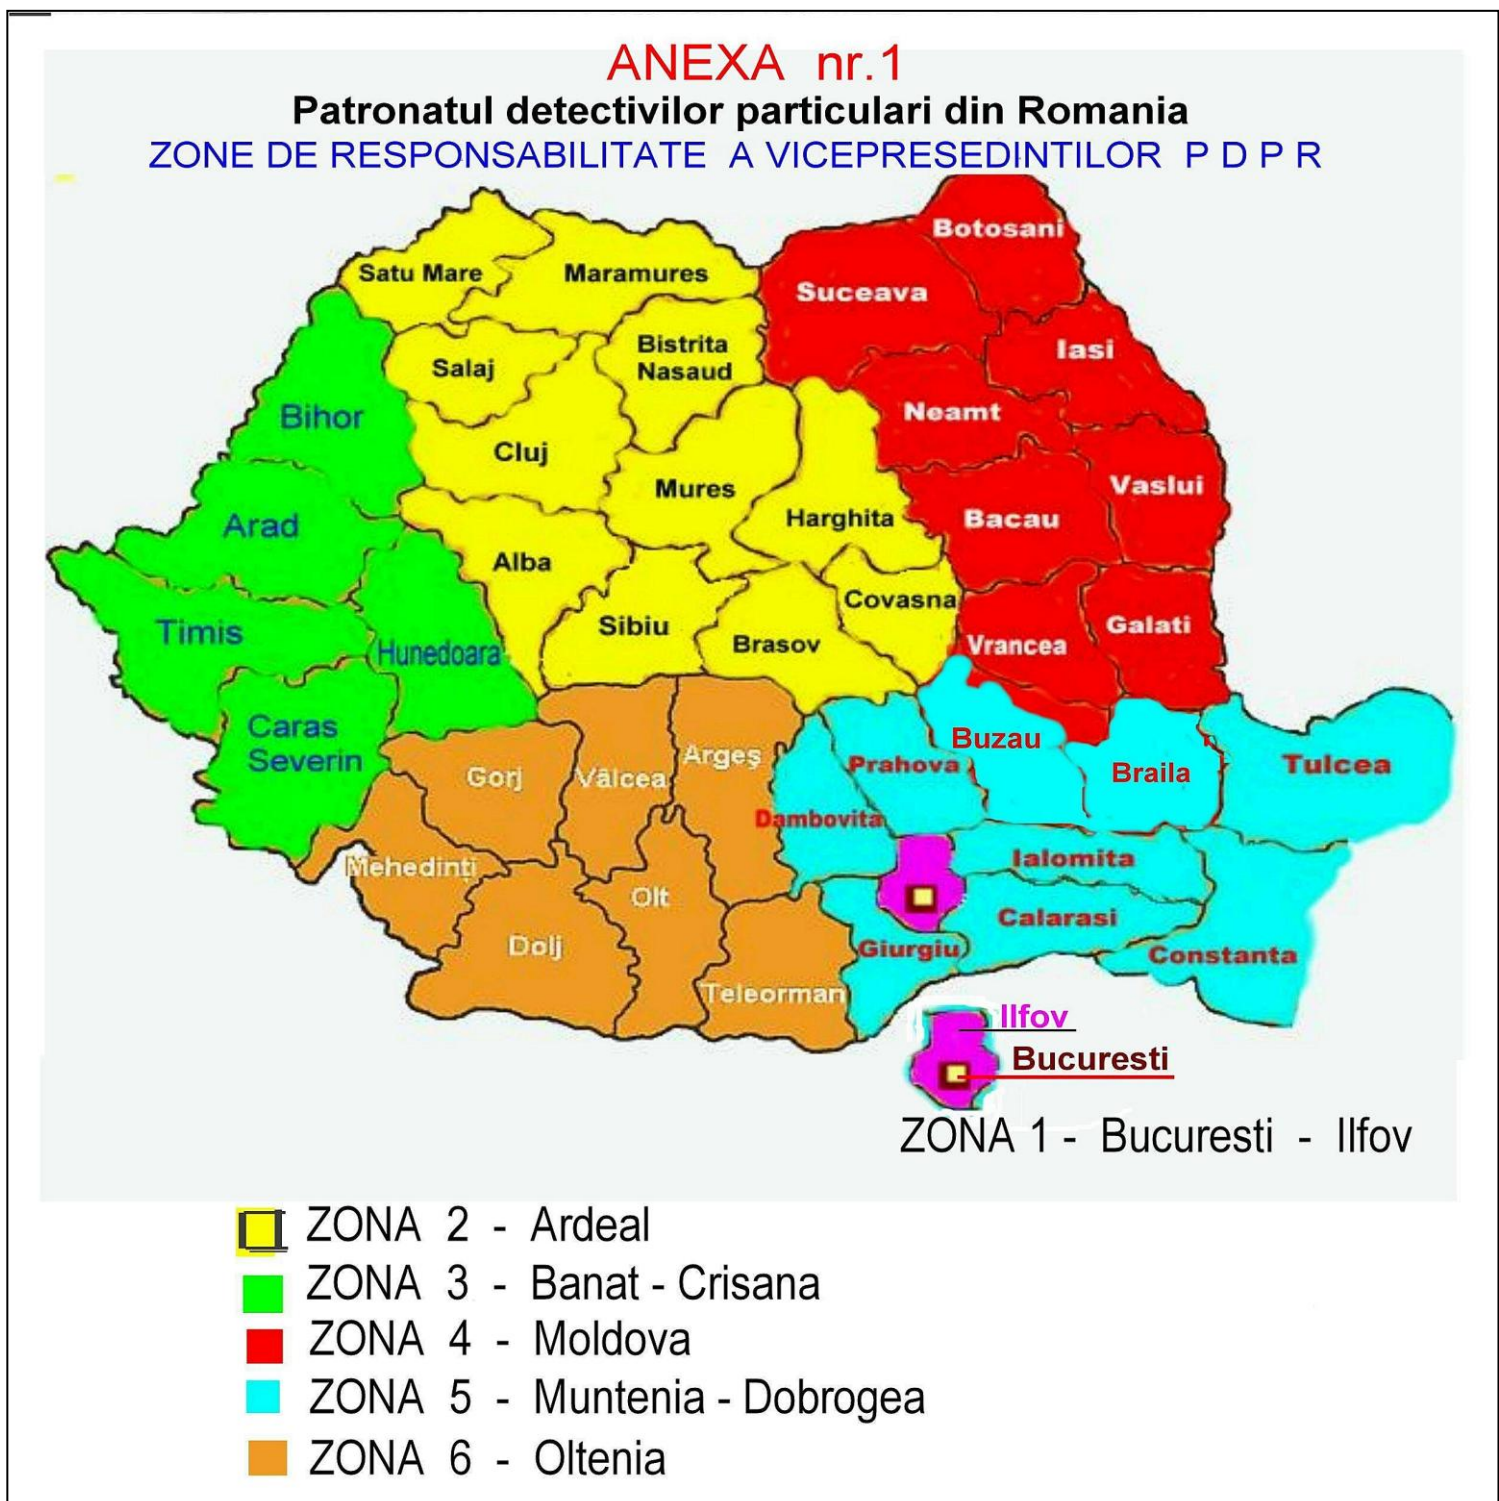 ANEXA nr.1
Patronatul detectivilor particulari din Romania
ZONE DE RESPONSABILITATE A VICEPRESEDINTILOR P D P R
Botosani
Satu Mare
Maramures
Suceava
Bistrita
Nasaud
Iasi
Salaj
Bihor
Neamt
Cluj
Mures
Vaslui
Harghita
Bacau
Arad
Alba
Covasna
Timis
Sibiu
Galati
Brasov
Vrancea
Hunedoara
Caras
Severin
Buzau
Argeş
Prahova
Tulcea
Braila
Gorj
Vâlcea
Dambovita
Ialomita
Mehedinţi
Olt
Calarasi
Dolj
Giurgiu
Constanta
Teleorman
Ilfov
Bucuresti
ZONA 1 - Bucuresti - Ilfov
ZONA 2 - Ardeal
ZONA 3 - Banat - Crisana
ZONA 4 - Moldova
ZONA 5 - Muntenia - Dobrogea
ZONA 6 - Oltenia